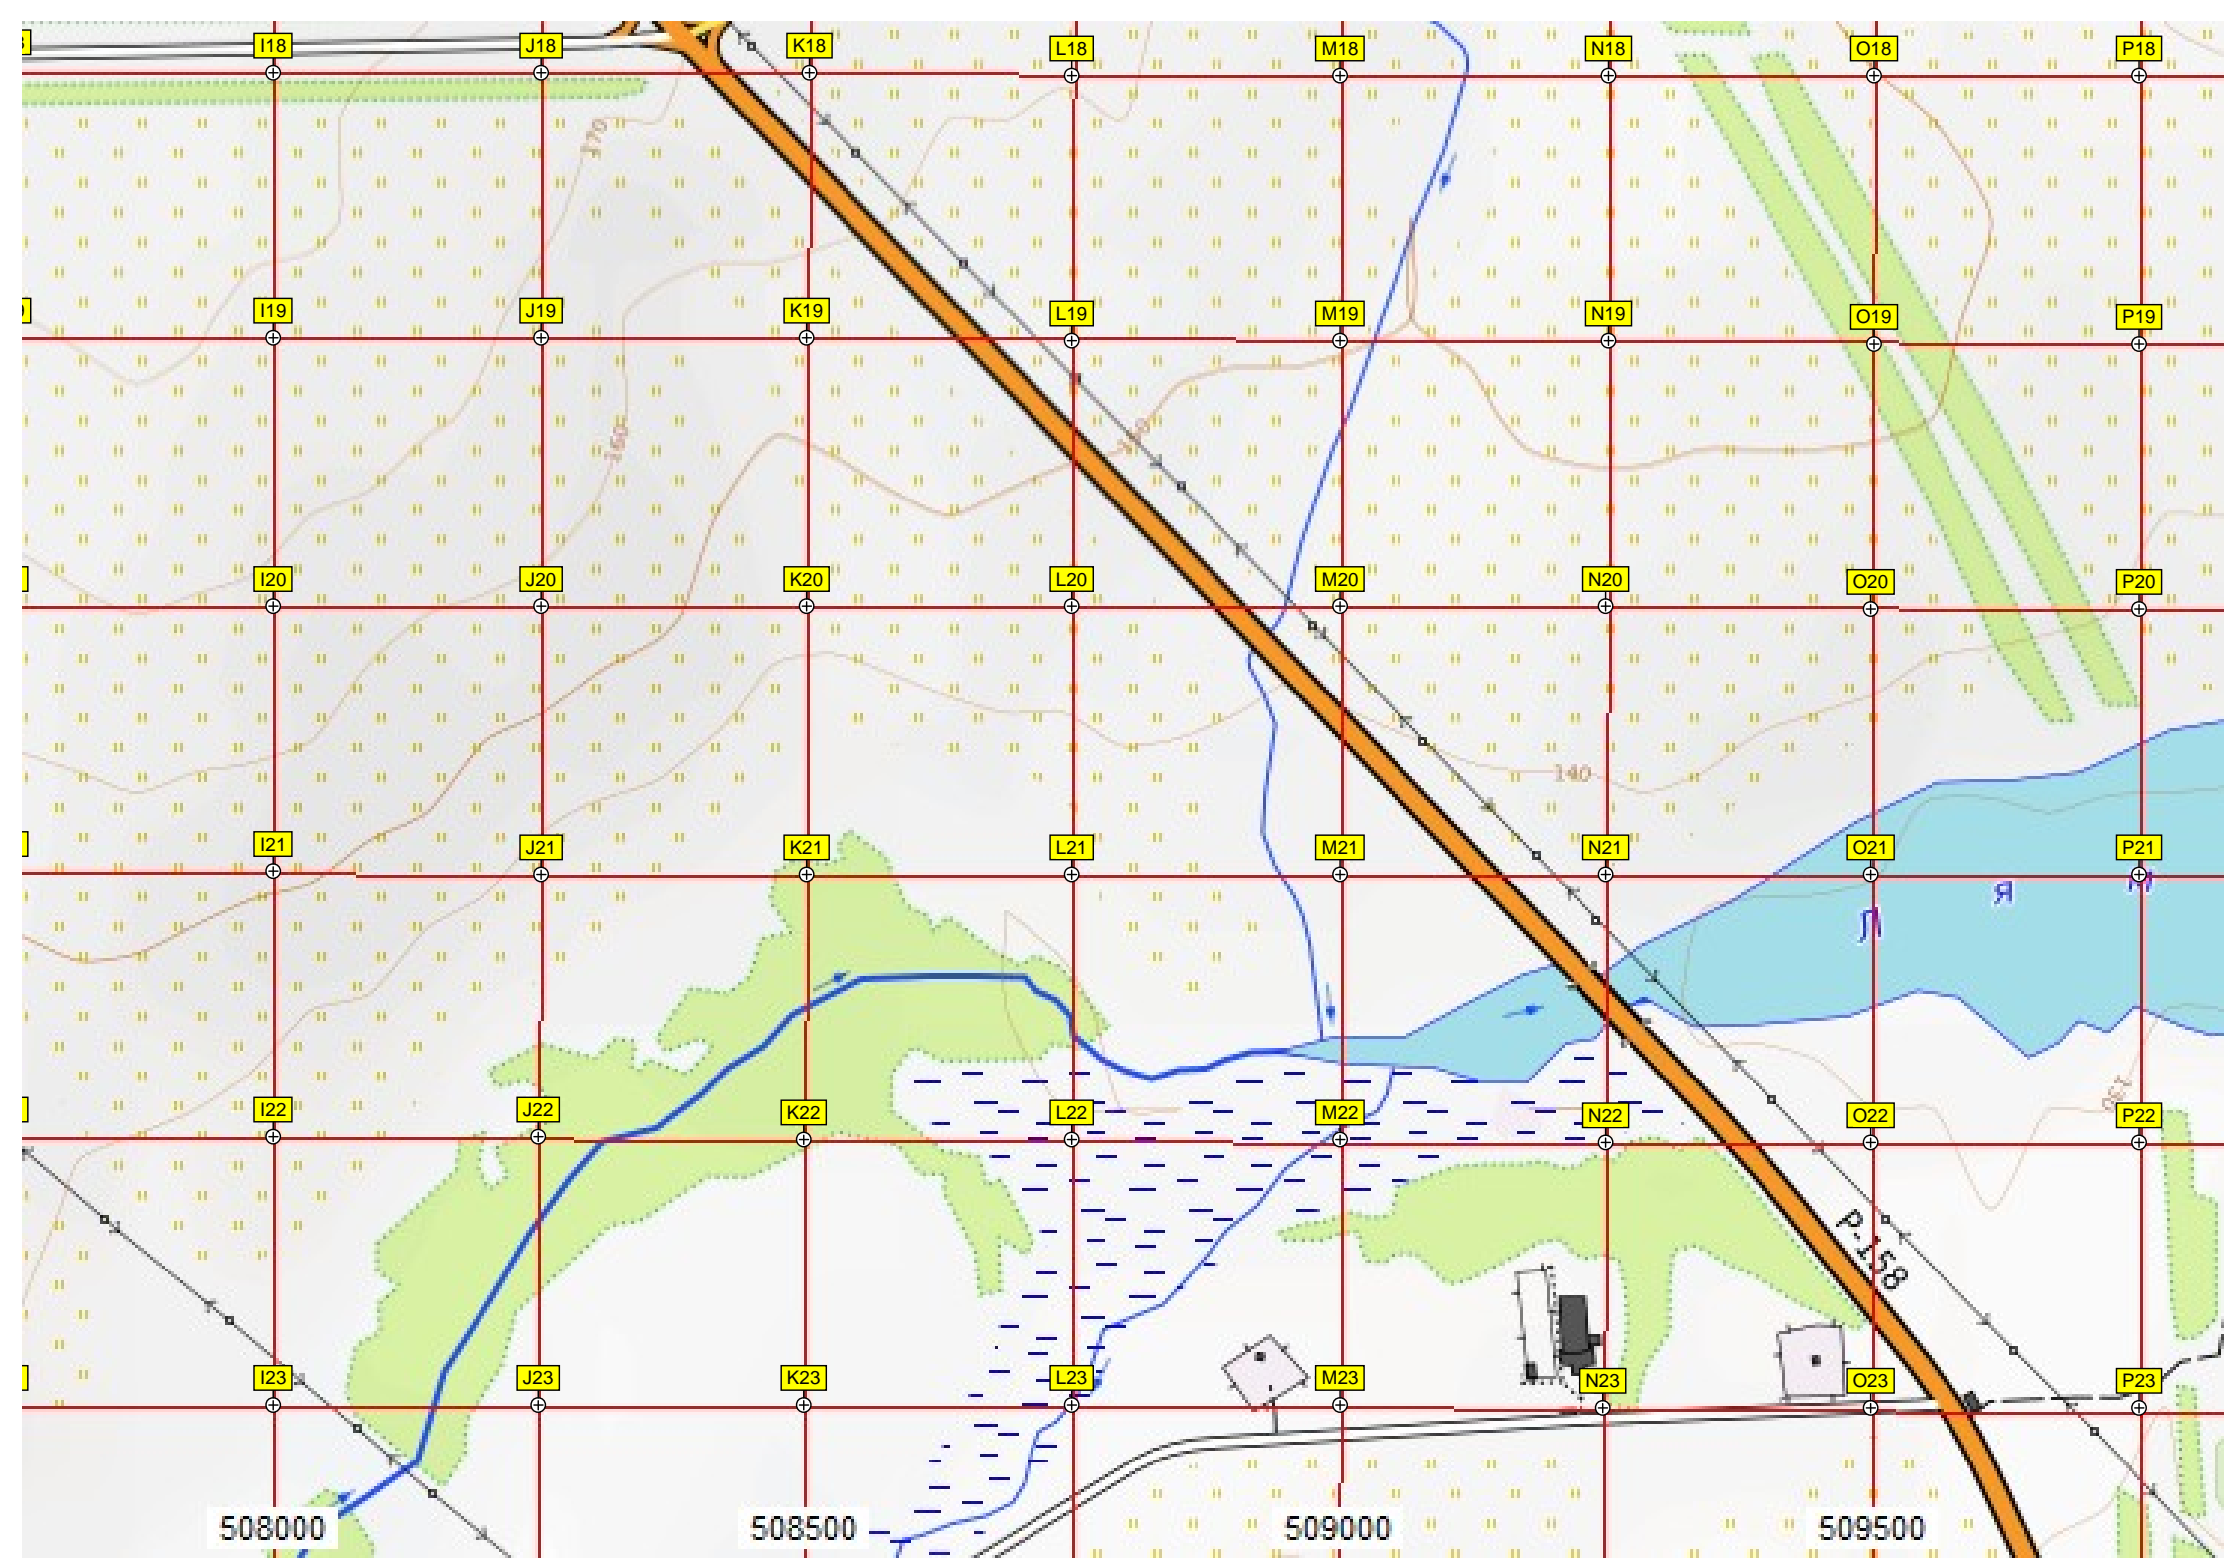 I18 J18 K18 L18 M18 N18 O18 P18
170
I19 J19 K19 L19 M19 N19 O19 P19
160
150
I20 J20 K20 L20 M20 N20 O20 P20
140
I21 J21 K21 L21 M21 N21 O21 P21
Л Я М
130
I22 J22 K22 L22 M22 N22 O22 P22
Р-158
I23 J23 K23 L23 M23 N23 O23 P23
508000 508500 509000 509500